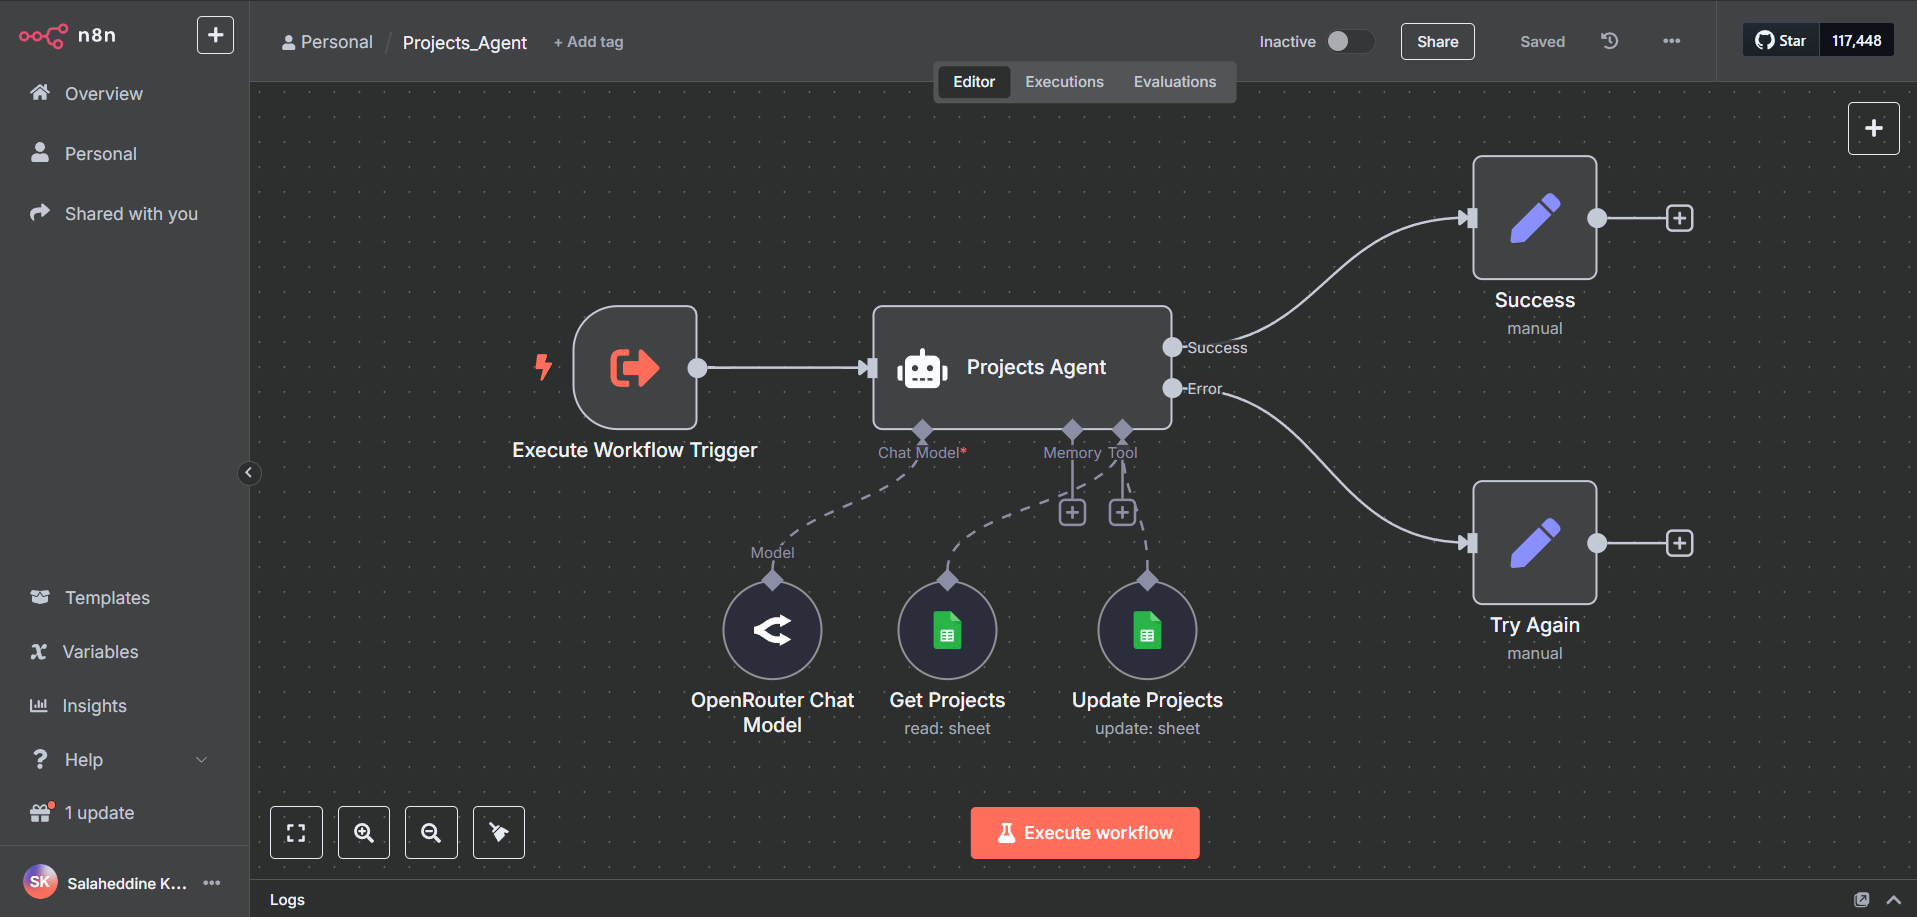 n8n
Overview
Personal
Shared with you
Templates
Variables
Insights
Help
1 update
SK
Salaheddine K...
Personal / Projects_Agent + Add tag
Inactive
Share
Saved
Star 117,448
Editor Executions Evaluations
Execute Workflow Trigger
Projects Agent
Success
Error
Chat Model*
Memory
Tool
Model
OpenRouter Chat
Model
Get Projects
read: sheet
Update Projects
update: sheet
Success
manual
Try Again
manual
Execute workflow
Logs